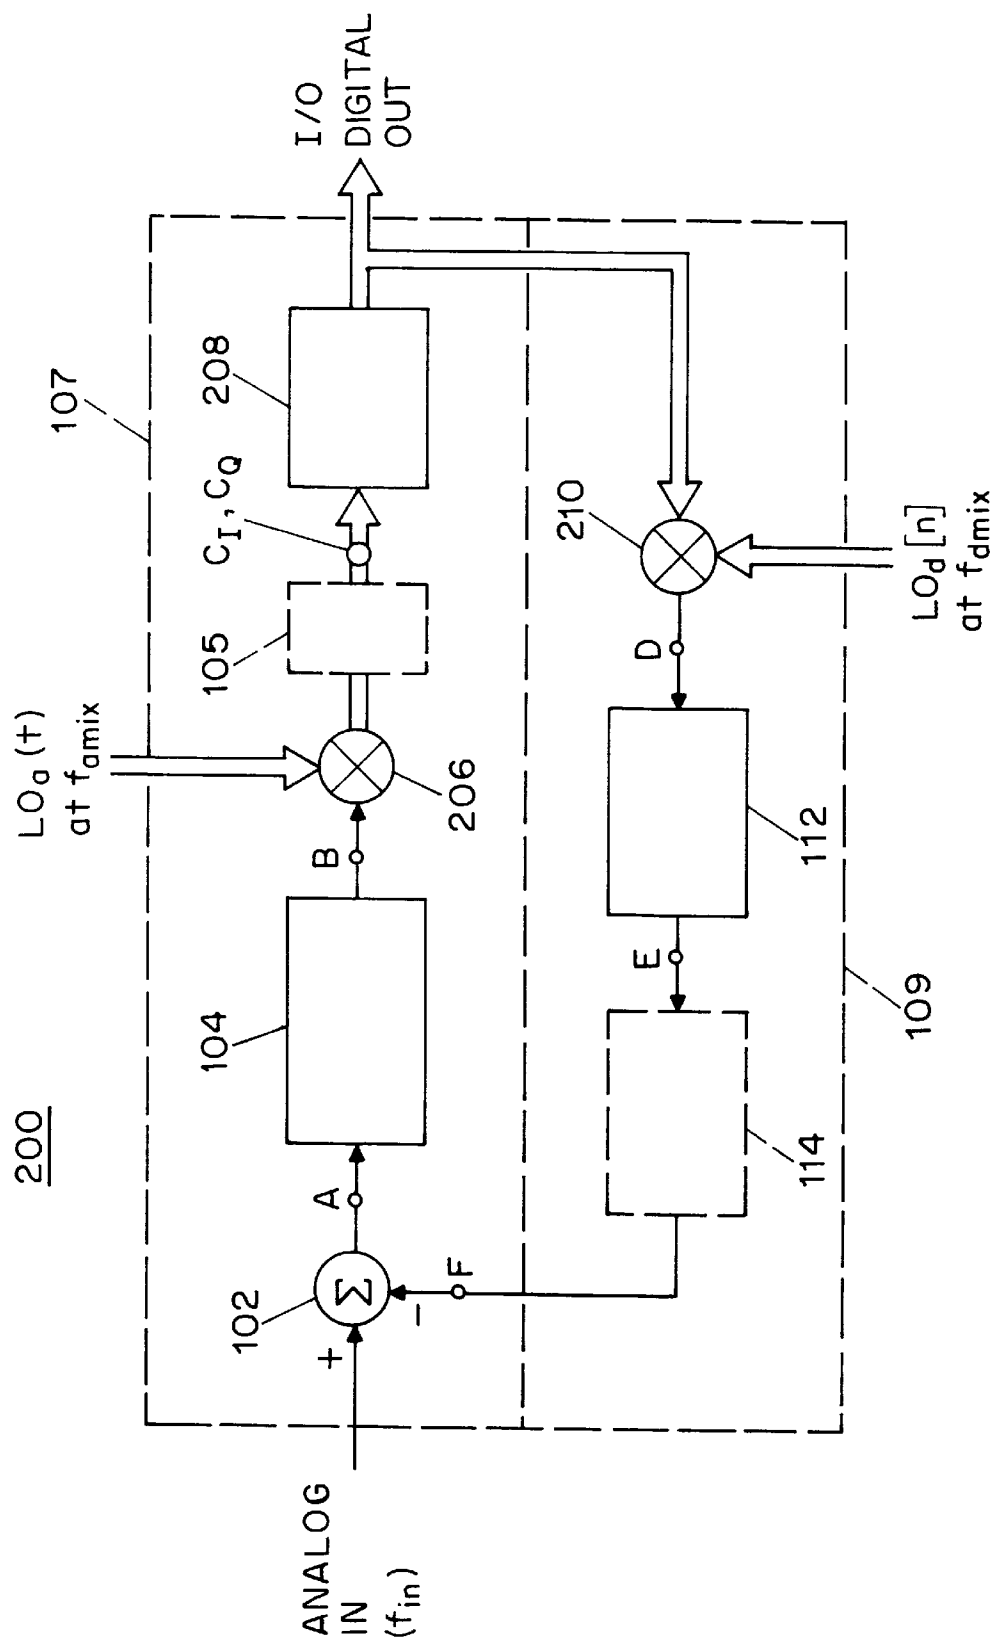 200
107
LOa (t)
at famix
I/O
DIGITAL
OUT
208
CI, CQ
105
206
B
104
A
102
Σ
+
−
F
ANALOG
IN
(fin)
210
D
112
E
114
109
LOd [n]
at fdmix